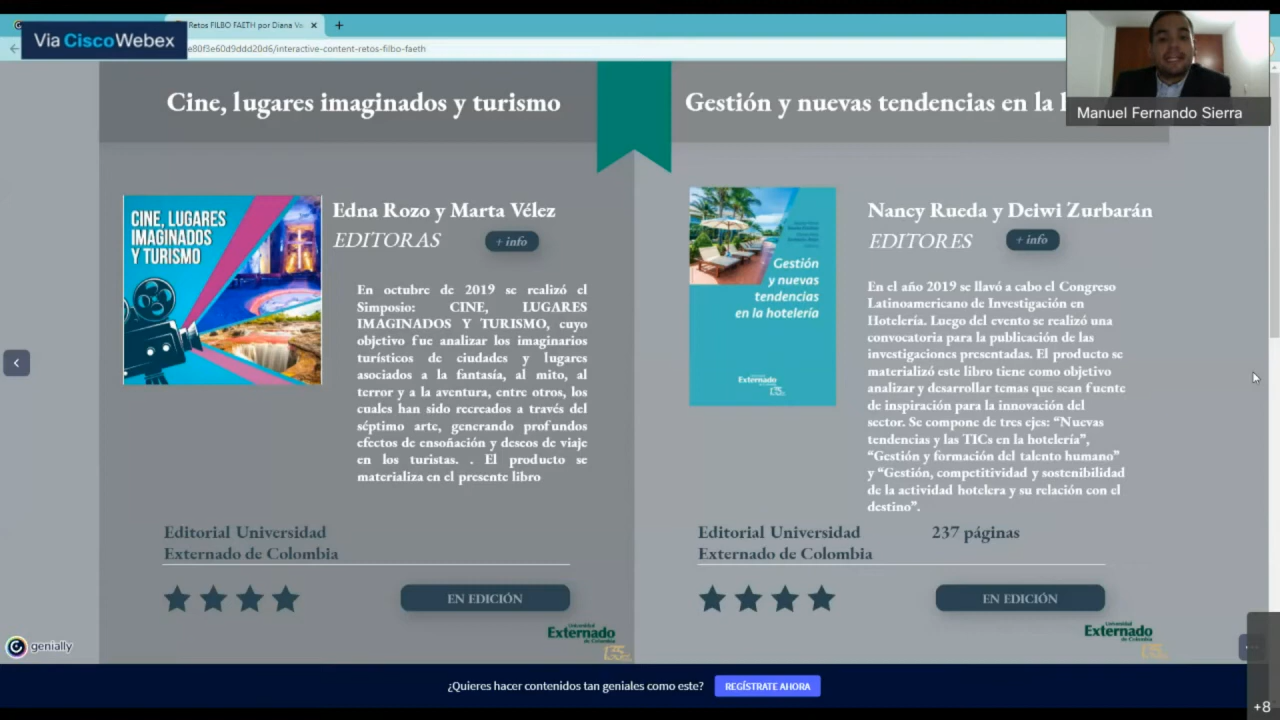 Retos FILBO FAETH por Diana Vi
Vía CiscoWebex
e80f3e60d9ddd20d6/interactive-content-retos-filbo-faeth
Manuel Fernando Sierra
Cine, lugares imaginados y turismo
CINE, LUGARES
IMAGINADOS
Y TURISMO
Edna Rozo y Marta Vélez
EDITORAS
+ info
En octubre de 2019 se realizó el
Simposio: CINE, LUGARES
IMAGINADOS Y TURISMO, cuyo
objetivo fue analizar los imaginarios
turísticos de ciudades y lugares
asociados a la fantasía, al mito, al
terror y a la aventura, entre otros, los
cuales han sido recreados a través del
séptimo arte, generando profundos
efectos de ensoñación y deseos de viaje
en los turistas. . El producto se
materializa en el presente libro
Editorial Universidad
Externado de Colombia
EN EDICIÓN
Universidad
Externado
de Colombia
Gestión y nuevas tendencias en la
Gestión
y nuevas
tendencias
en la hotelería
Externado
Nancy Rueda y Deiwi Zurbarán
EDITORES
+ info
En el año 2019 se llavó a cabo el Congreso
Latinoamericano de Investigación en
Hotelería. Luego del evento se realizó una
convocatoria para la publicación de las
investigaciones presentadas. El producto se
materializó este libro tiene como objetivo
analizar y desarrollar temas que sean fuente
de inspiración para la innovación del
sector. Se compone de tres ejes: “Nuevas
tendencias y las TICs en la hotelería”,
“Gestión y formación del talento humano”
y “Gestión, competitividad y sostenibilidad
de la actividad hotelera y su relación con el
destino”.
Editorial Universidad
Externado de Colombia
237 páginas
EN EDICIÓN
Universidad
Externado
de Colombia
genially
¿Quieres hacer contenidos tan geniales como este?
REGÍSTRATE AHORA
+8